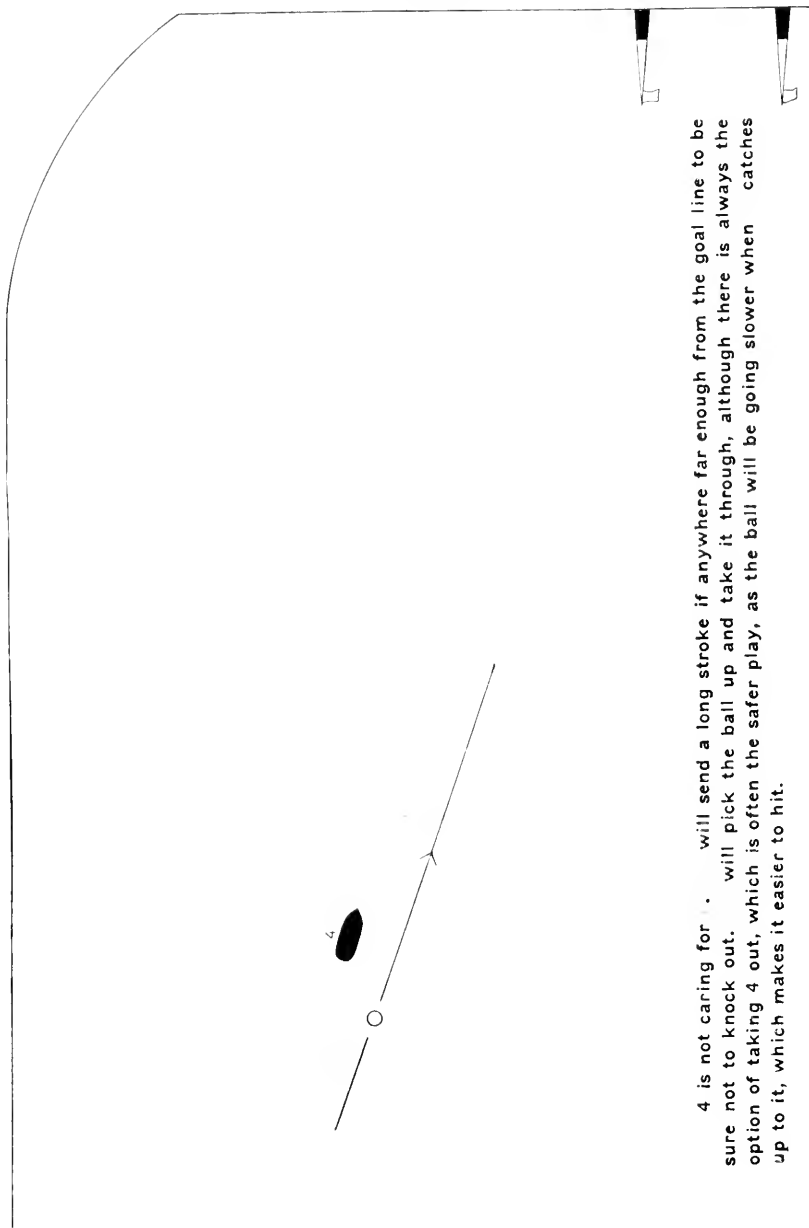 4
4 is not caring for . will send a long stroke if anywhere far enough from the goal line to be
sure not to knock out. will pick the ball up and take it through, although there is always the
option of taking 4 out, which is often the safer play, as the ball will be going slower when catches
up to it, which makes it easier to hit.